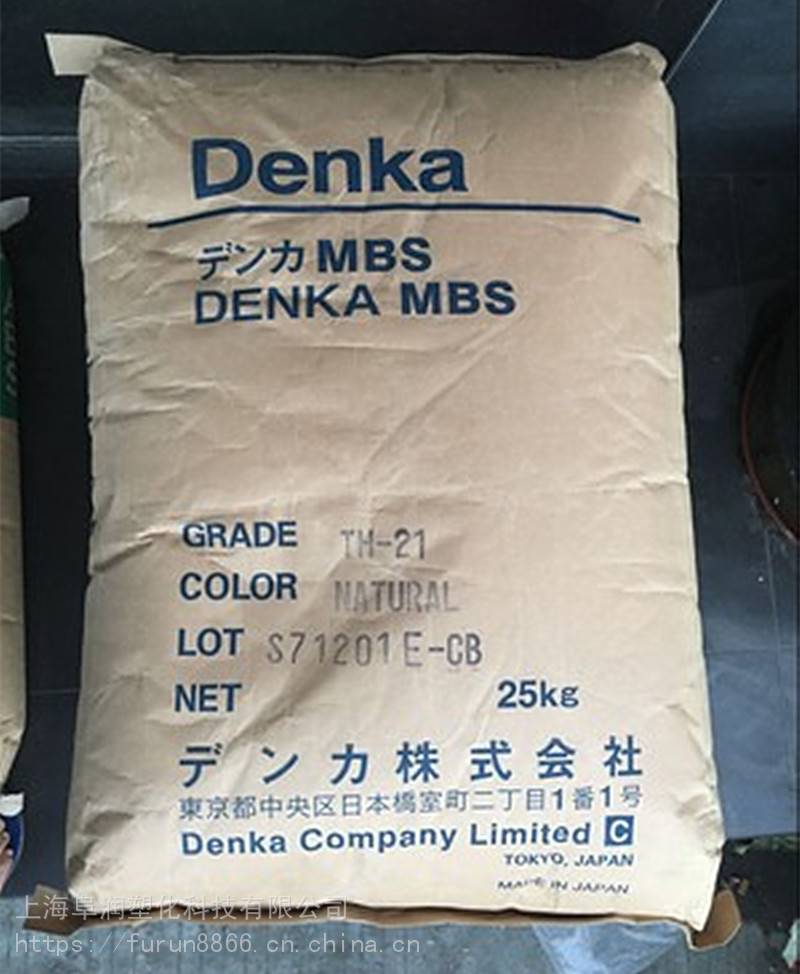 Denka
デンカ MBS
DENKA MBS
GRADE TH-21
COLOR NATURAL
LOT S71201E-CB
NET 25kg
デンカ株式会社
東京都中央区日本橋室町二丁目1番1号
Denka Company Limited C
TOKYO, JAPAN
MADE IN JAPAN
上海阜润塑化科技有限公司
https://furun8866.cn.china.cn